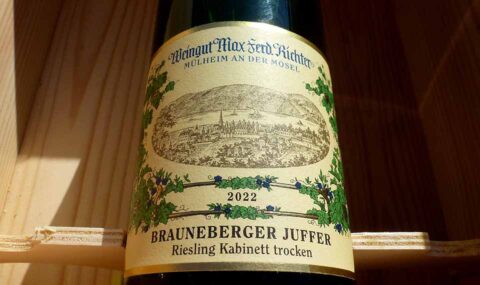 Weingut Max Ferd. Richter
MÜLHEIM AN DER MOSEL
2022
BRAUNEBERGER JUFFER
Riesling Kabinett trocken